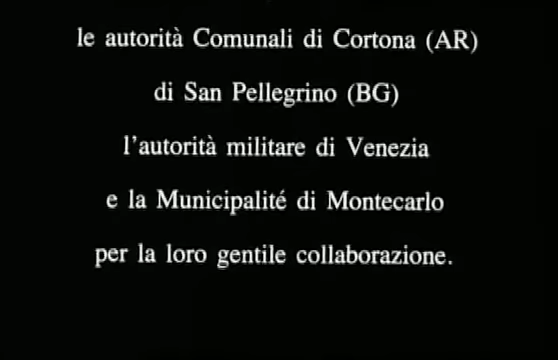 le autorità Comunali di Cortona (AR)
di San Pellegrino (BG)
l'autorità militare di Venezia
e la Municipalité di Montecarlo
per la loro gentile collaborazione.